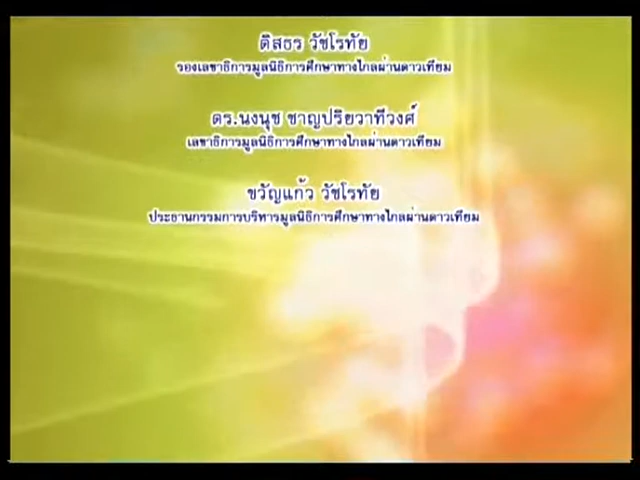 ดิสธร วัชโรทัย
รองเลขาธิการมูลนิธิการศึกษาทางไกลผ่านดาวเทียม
ดร.นงนุช ชาญปริยวาทีวงศ์
เลขาธิการมูลนิธิการศึกษาทางไกลผ่านดาวเทียม
ขวัญแก้ว วัชโรทัย
ประธานกรรมการบริหารมูลนิธิการศึกษาทางไกลผ่านดาวเทียม